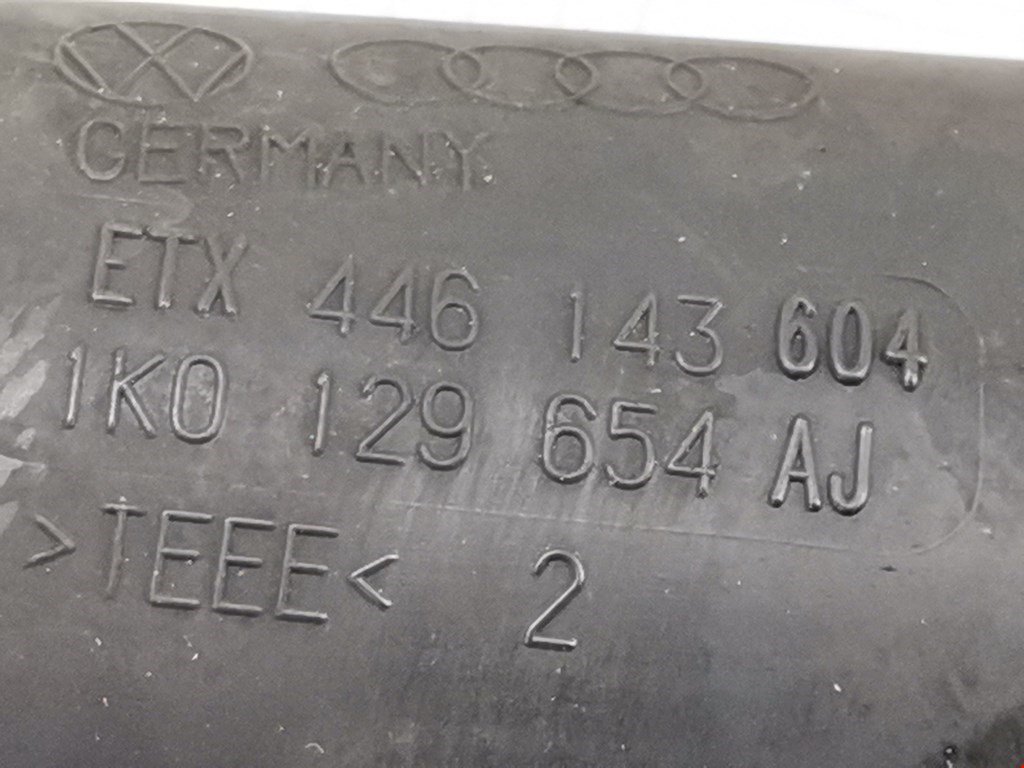 GERMANY
ETX 446 143 604
1K0 129 654 AJ
>TEEE< 2